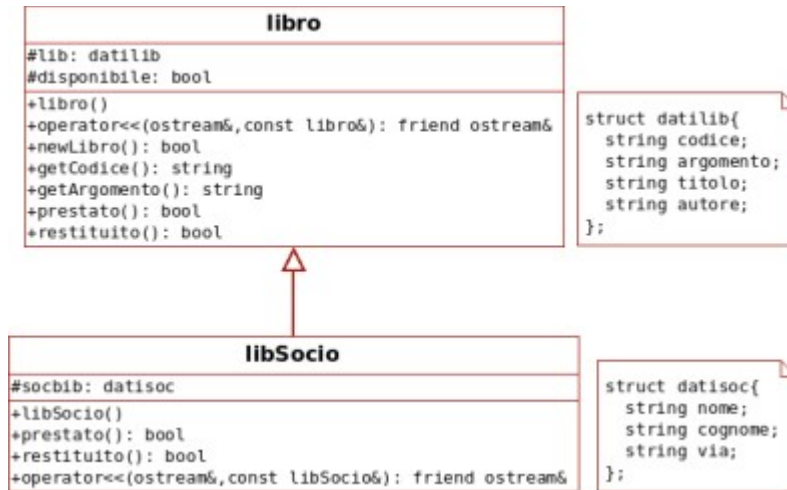 libro
#lib: datilib
#disponibile: bool
+libro()
+operator<<(ostream&,const libro&): friend ostream&
+newLibro(): bool
+getCodice(): string
+getArgomento(): string
+prestato(): bool
+restituito(): bool
struct datilib{
string codice;
string argomento;
string titolo;
string autore;
};
libSocio
#socbib: datisoc
+libSocio()
+prestato(): bool
+restituito(): bool
+operator<<(ostream&,const libSocio&): friend ostream&
struct datisoc{
string nome;
string cognome;
string via;
};